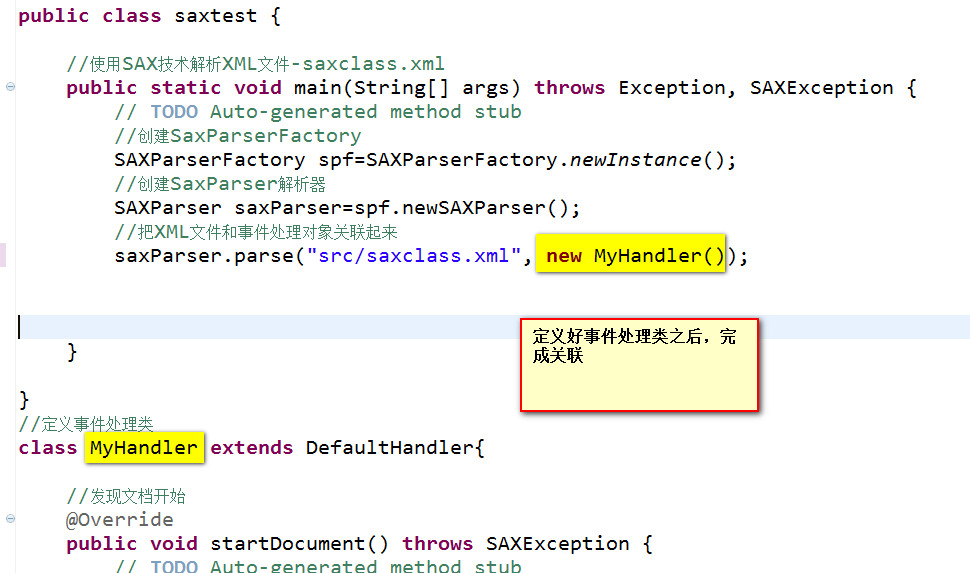 public class saxtest {
//使用SAX技术解析XML文件-saxclass.xml
public static void main(String[] args) throws Exception, SAXException {
// TODO Auto-generated method stub
//创建SaxParserFactory
SAXParserFactory spf=SAXParserFactory.newInstance();
//创建SaxParser解析器
SAXParser saxParser=spf.newSAXParser();
//把XML文件和事件处理对象关联起来
saxParser.parse("src/saxclass.xml", new MyHandler());
定义好事件处理类之后，完
成关联
}
}
//定义事件处理类
class MyHandler extends DefaultHandler{
//发现文档开始
@Override
public void startDocument() throws SAXException {
// TODO Auto-generated method stub